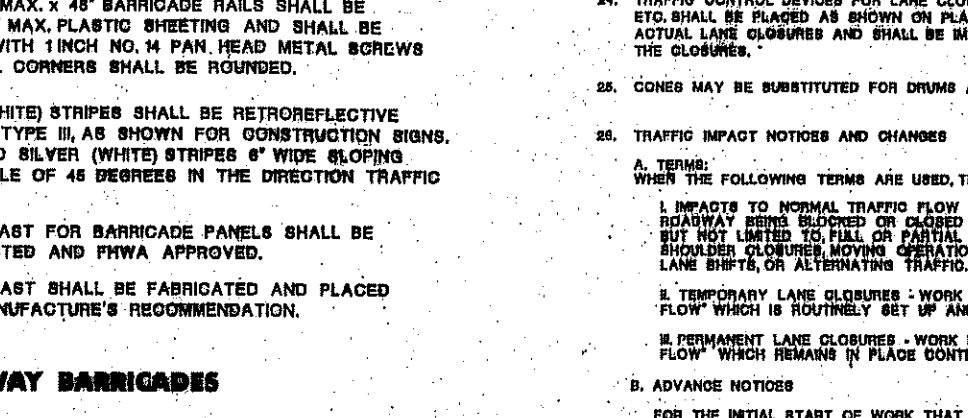 MAX. x 48" BARRICADE RAILS SHALL BE
MAX. PLASTIC SHEETING AND SHALL BE
WITH 1 INCH NO. 14 PAN HEAD METAL SCREWS
CORNERS SHALL BE ROUNDED.
HITE) STRIPES SHALL BE RETROREFLECTIVE
TYPE III, AS SHOWN FOR CONSTRUCTION SIGNS.
D SILVER (WHITE) STRIPES 6" WIDE SLOPING
LE OF 45 DEGREES IN THE DIRECTION TRAFFIC
AST FOR BARRICADE PANELS SHALL BE
TED AND FHWA APPROVED.
AST SHALL BE FABRICATED AND PLACED
NUFACTURE'S RECOMMENDATION.
WAY BARRICADES
24. TRAFFIC CONTROL DEVICES FOR LANE CLO
ETC. SHALL BE PLACED AS SHOWN ON PLA
ACTUAL LANE CLOSURES AND SHALL BE IM
THE CLOSURES.
25. CONES MAY BE SUBSTITUTED FOR DRUMS
26. TRAFFIC IMPACT NOTICES AND CHANGES
A. TERMS:
WHEN THE FOLLOWING TERMS ARE USED, T
I. IMPACTS TO NORMAL TRAFFIC FLOW
ROADWAY BEING BLOCKED OR CLOSED
BUT NOT LIMITED TO, FULL OR PARTIAL
SHOULDER CLOSURES, MOVING OPERATIO
LANE SHIFTS, OR ALTERNATING TRAFFIC.
II. TEMPORARY LANE CLOSURES - WORK
FLOW" WHICH IS ROUTINELY SET UP AN
III. PERMANENT LANE CLOSURES - WORK
FLOW" WHICH REMAINS IN PLACE CONTI
B. ADVANCE NOTICES
FOR THE INITIAL START OF WORK THAT